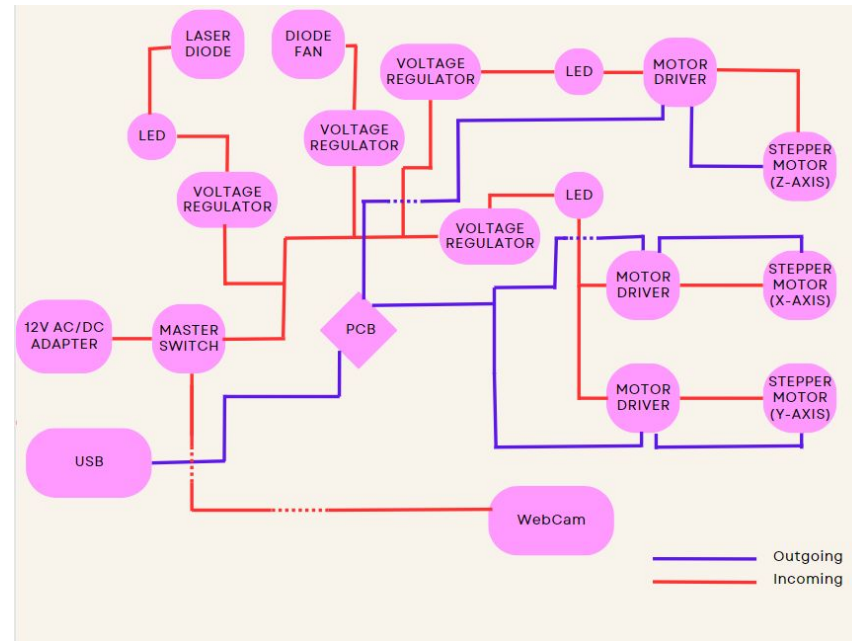 LASER
DIODE
DIODE
FAN
VOLTAGE
REGULATOR
LED
MOTOR
DRIVER
LED
VOLTAGE
REGULATOR
STEPPER
MOTOR
(Z-AXIS)
VOLTAGE
REGULATOR
LED
VOLTAGE
REGULATOR
MOTOR
DRIVER
STEPPER
MOTOR
(X-AXIS)
12V AC/DC
ADAPTER
MASTER
SWITCH
PCB
MOTOR
DRIVER
STEPPER
MOTOR
(Y-AXIS)
USB
WebCam
Outgoing
Incoming